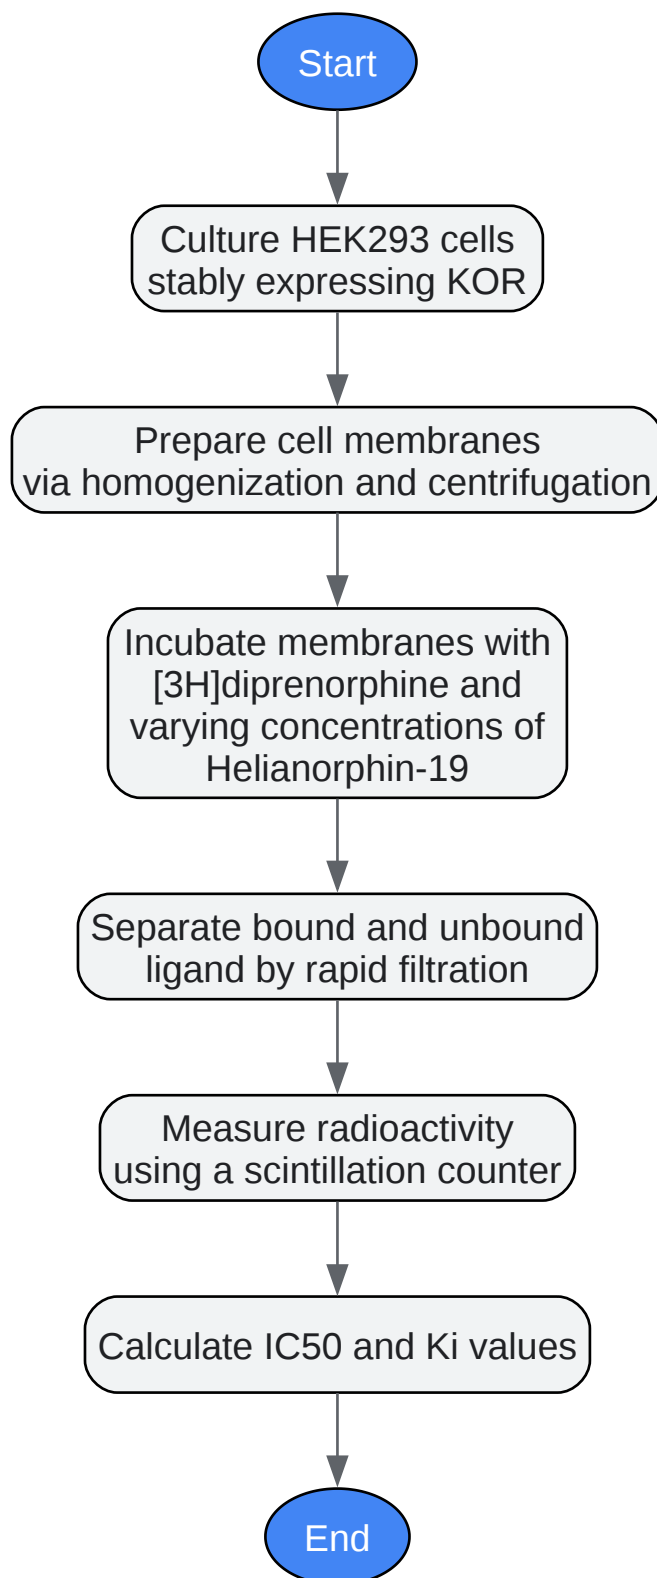 Start
Culture HEK293 cells
stably expressing KOR
Prepare cell membranes
via homogenization and centrifugation
Incubate membranes with
[3H]diprenorphine and
varying concentrations of
Helianorphin-19
Separate bound and unbound
ligand by rapid filtration
Measure radioactivity
using a scintillation counter
Calculate IC50 and Ki values
End